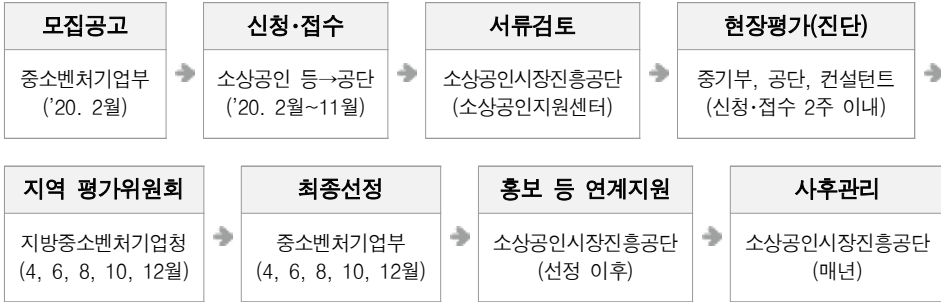 모집공고
중소벤처기업부
('20. 2월)
신청·접수
소상공인 등→공단
('20. 2월~11월)
서류검토
소상공인시장진흥공단
(소상공인지원센터)
현장평가(진단)
중기부, 공단, 컨설턴트
(신청·접수 2주 이내)
지역 평가위원회
지방중소벤처기업청
(4, 6, 8, 10, 12월)
최종선정
중소벤처기업부
(4, 6, 8, 10, 12월)
홍보 등 연계지원
소상공인시장진흥공단
(선정 이후)
사후관리
소상공인시장진흥공단
(매년)